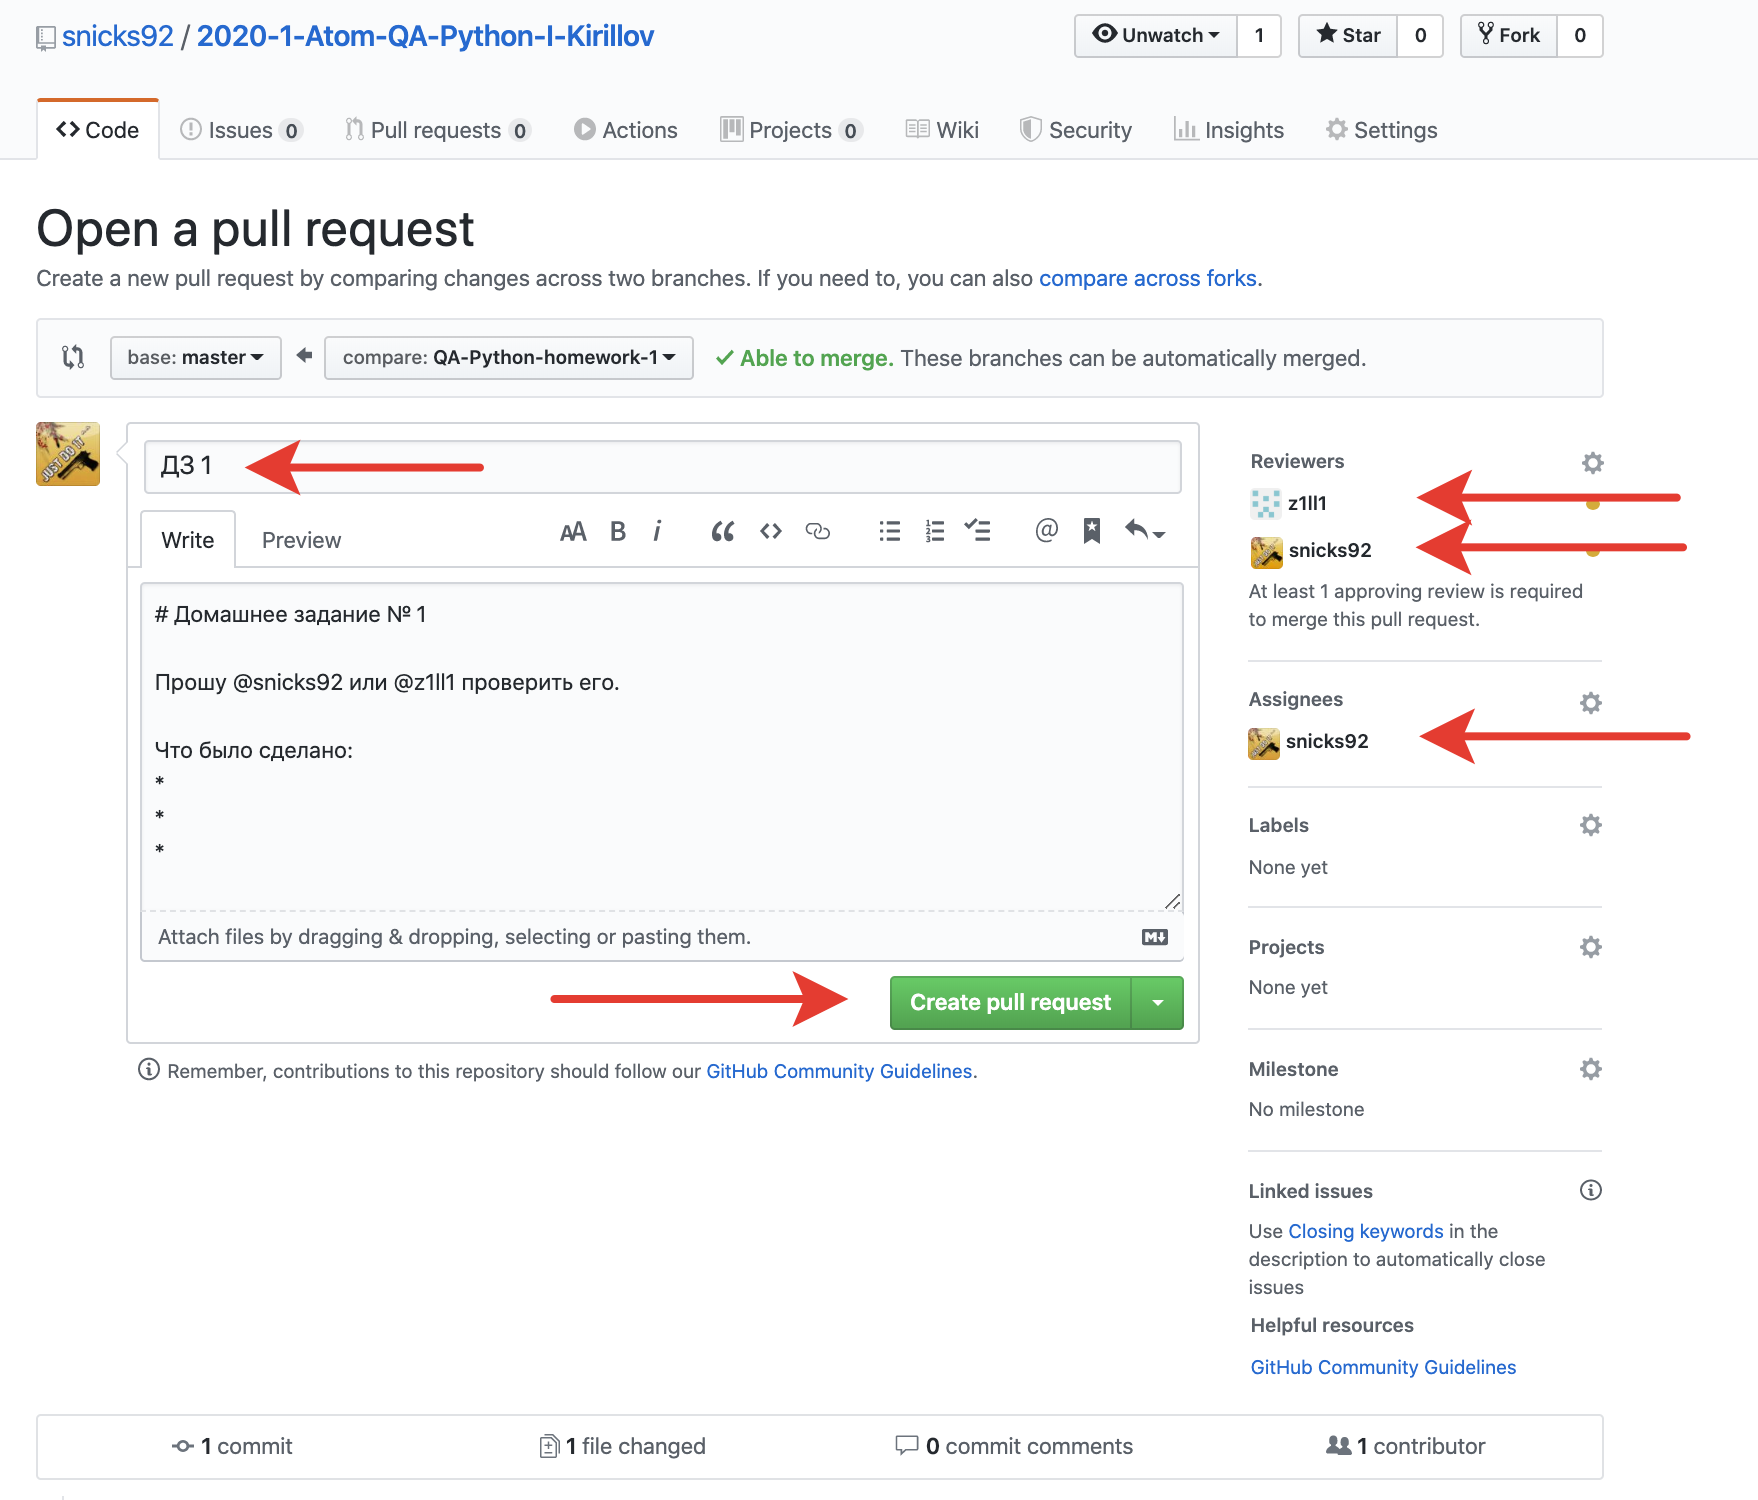 snicks92 / 2020-1-Atom-QA-Python-I-Kirillov
Unwatch 1 Star 0 Fork 0
Code Issues 0 Pull requests 0 Actions Projects 0 Wiki Security Insights Settings
Open a pull request
Create a new pull request by comparing changes across two branches. If you need to, you can also compare across forks.
base: master compare: QA-Python-homework-1 Able to merge. These branches can be automatically merged.
JUST DO IT
ДЗ 1
Write Preview AA B i @
# Домашнее задание № 1
Прошу @snicks92 или @z1ll1 проверить его.
Что было сделано:
*
*
*
Attach files by dragging & dropping, selecting or pasting them.
Create pull request
Remember, contributions to this repository should follow our GitHub Community Guidelines.
Reviewers
z1ll1
snicks92
At least 1 approving review is required
to merge this pull request.
Assignees
snicks92
Labels
None yet
Projects
None yet
Milestone
No milestone
Linked issues
Use Closing keywords in the
description to automatically close
issues
Helpful resources
GitHub Community Guidelines
1 commit 1 file changed 0 commit comments 1 contributor